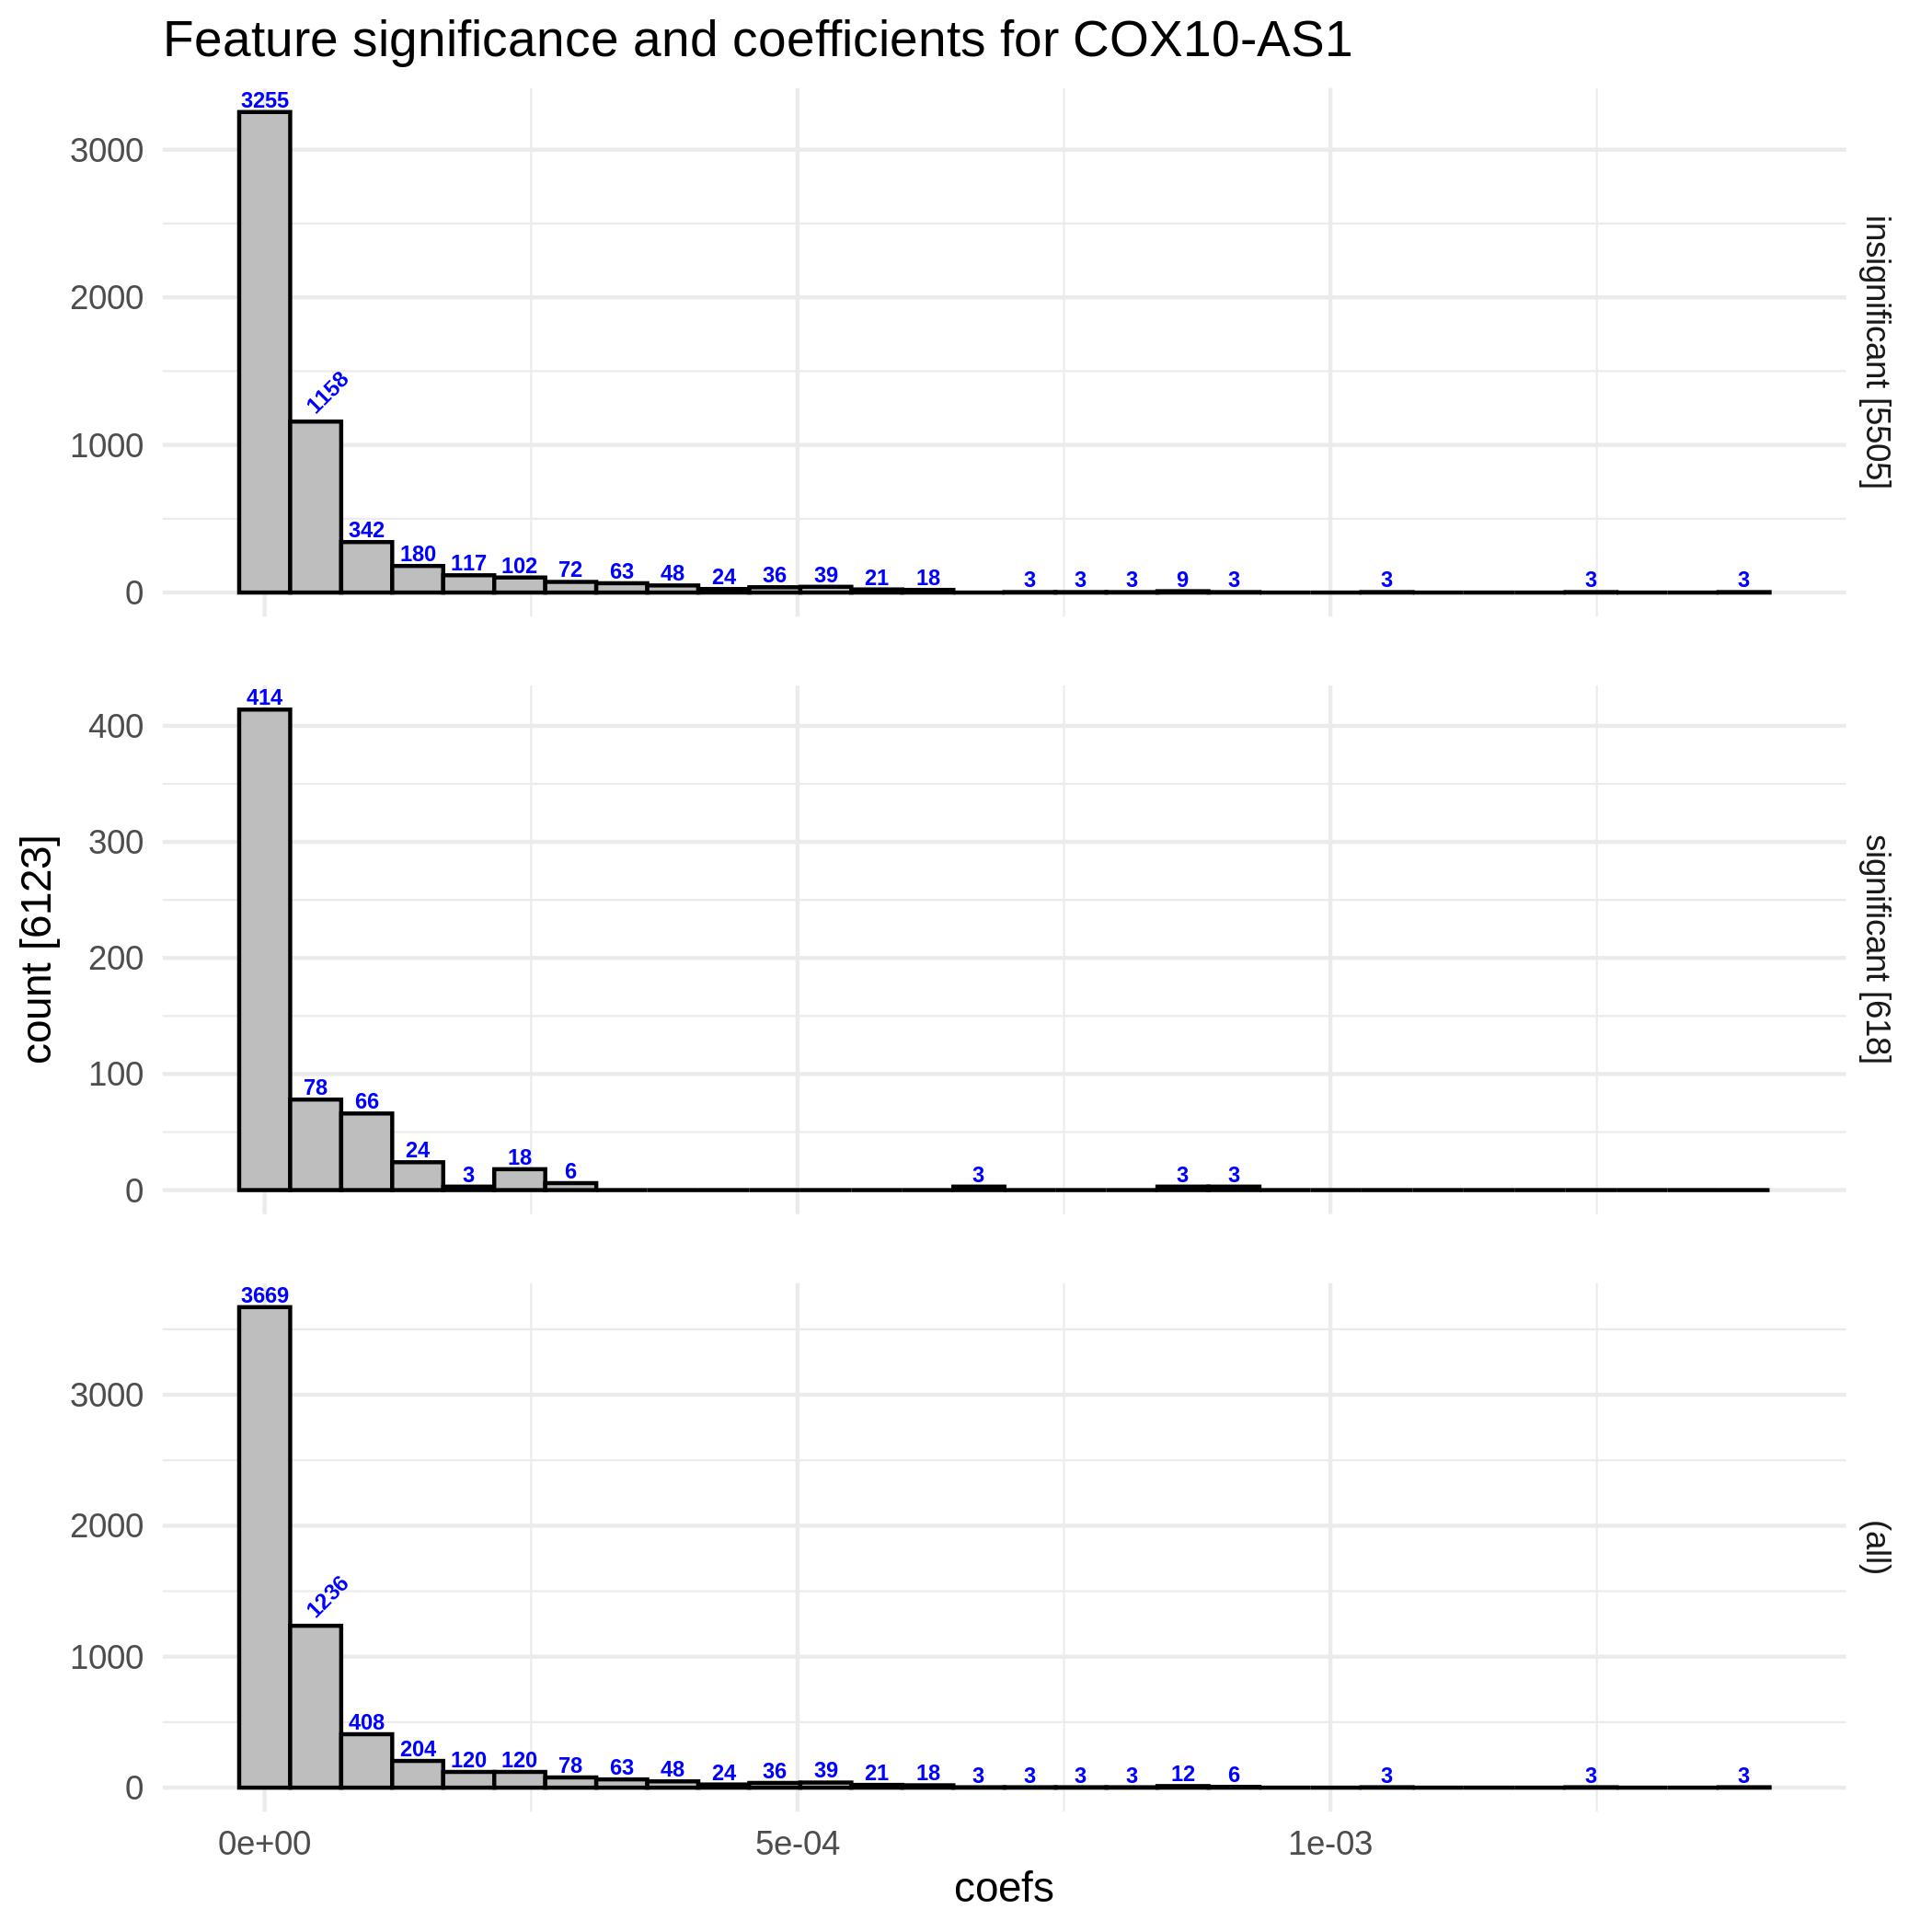 Feature significance and coefficients for COX10-AS1
3255
3000
2000
1000
0
1158
342 180 117 102 72 63 48 24 36 39 21 18 3 3 3 9 3 3 3 3
insignificant [5505]
414
400
300
200
100
0
78 66 24 3 18 6 3 3 3
significant [618]
count [6123]
3669
3000
2000
1000
0
1236
408 204 120 120 78 63 48 24 36 39 21 18 3 3 3 3 12 6 3 3 3
(all)
0e+00 5e-04 1e-03
coefs